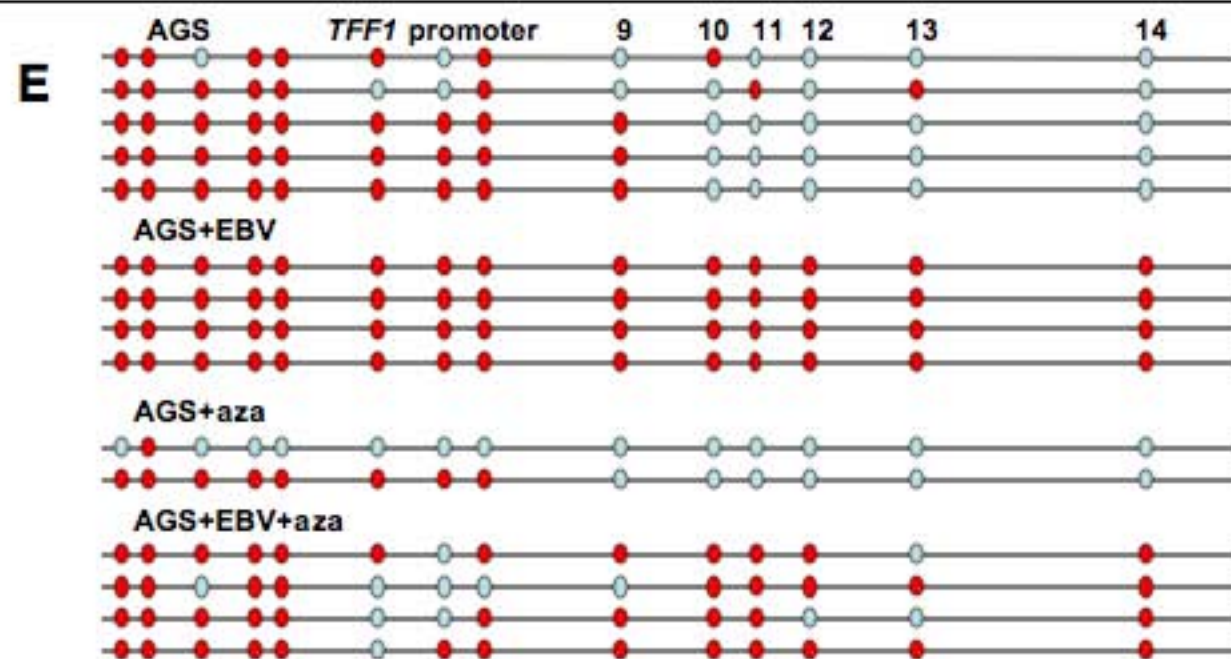 AGS TFF1 promoter 9 10 11 12 13 14
E
AGS+EBV
AGS+aza
AGS+EBV+aza